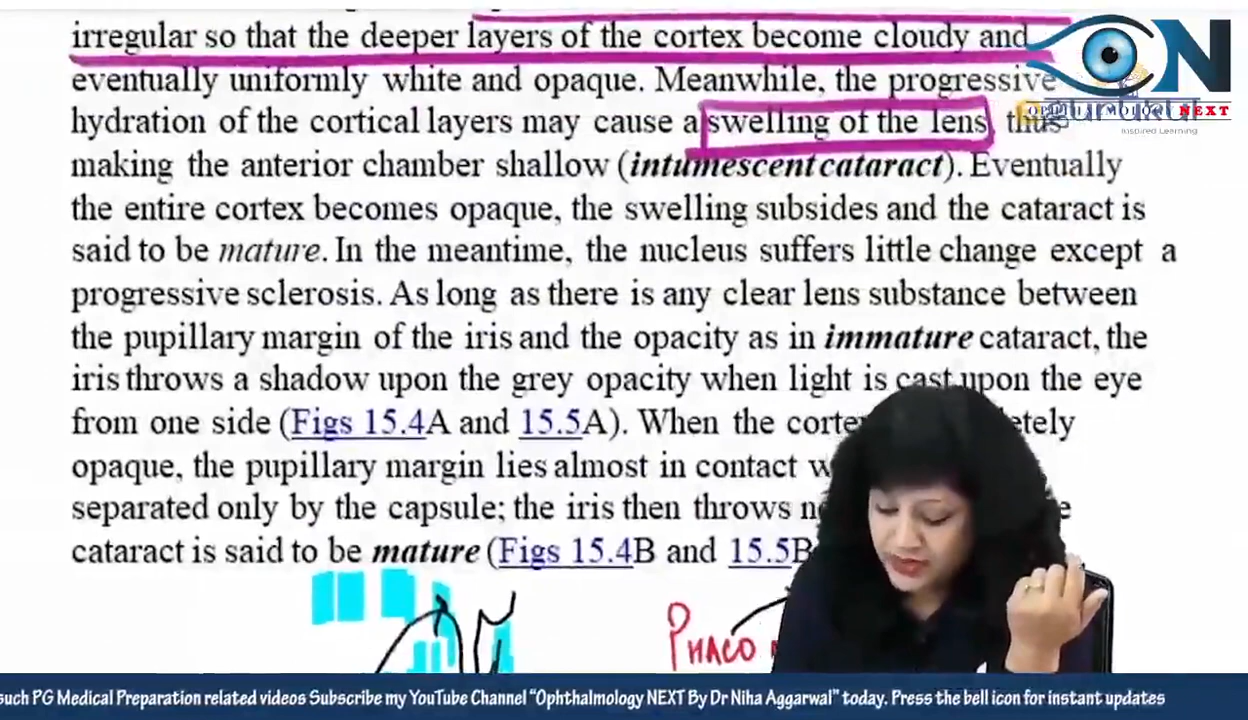 irregular so that the deeper layers of the cortex become cloudy and
eventually uniformly white and opaque. Meanwhile, the progressive
hydration of the cortical layers may cause a swelling of the lens, thus
making the anterior chamber shallow (intumescent cataract). Eventually
the entire cortex becomes opaque, the swelling subsides and the cataract is
said to be mature. In the meantime, the nucleus suffers little change except a
progressive sclerosis. As long as there is any clear lens substance between
the pupillary margin of the iris and the opacity as in immature cataract, the
iris throws a shadow upon the grey opacity when light is cast upon the eye
from one side (Figs 15.4A and 15.5A). When the
opaque, the pupillary margin lies almost in contact
separated only by the capsule; the iris then throws
cataract is said to be mature (Figs 15.4B and 15.5B
ON
OPHTHALMOLOGY NEXT
Inspired Learning
PHACO
such PG Medical Preparation related videos Subscribe my YouTube Channel "Ophthalmology NEXT By Dr Niha Aggarwal" today. Press the bell icon for instant updates